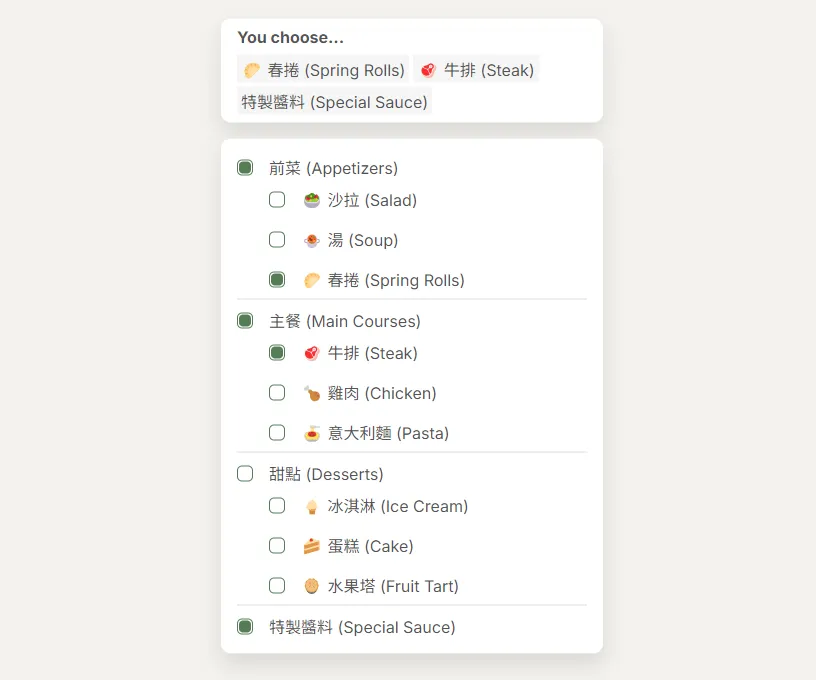 You choose...
春捲 (Spring Rolls) 牛排 (Steak)
特製醬料 (Special Sauce)
前菜 (Appetizers)
沙拉 (Salad)
湯 (Soup)
春捲 (Spring Rolls)
主餐 (Main Courses)
牛排 (Steak)
雞肉 (Chicken)
意大利麵 (Pasta)
甜點 (Desserts)
冰淇淋 (Ice Cream)
蛋糕 (Cake)
水果塔 (Fruit Tart)
特製醬料 (Special Sauce)